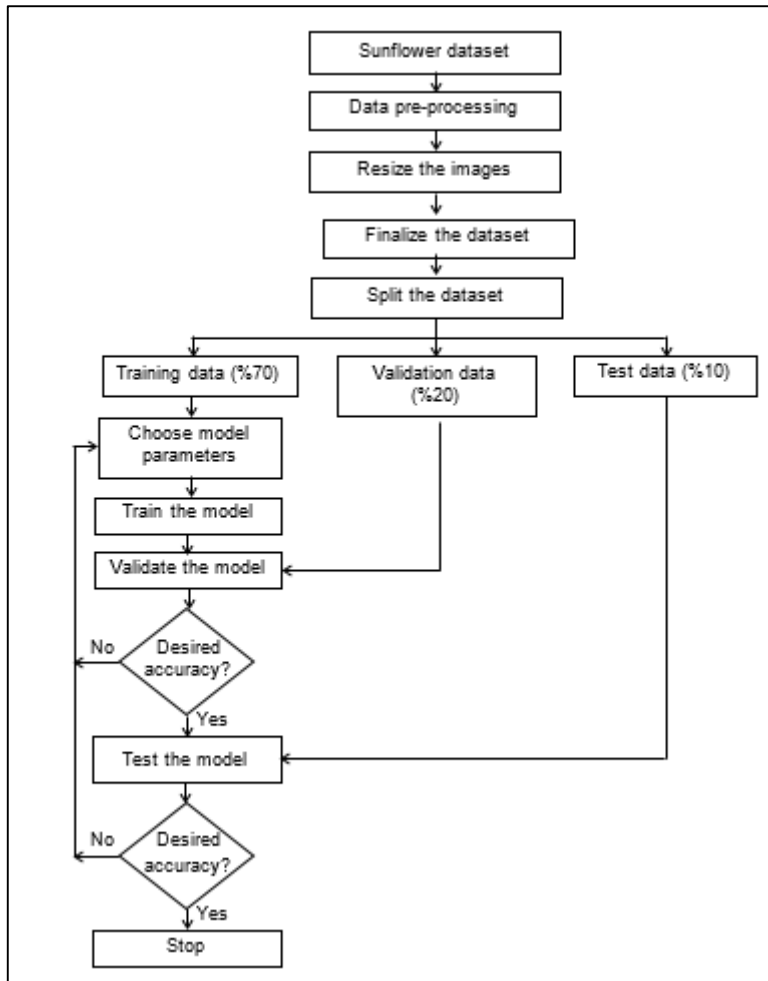 Sunflower dataset
Data pre-processing
Resize the images
Finalize the dataset
Split the dataset
Training data (%70)
Validation data
(%20)
Test data (%10)
Choose model
parameters
Train the model
Validate the model
No
Desired
accuracy?
Yes
Test the model
No
Desired
accuracy?
Yes
Stop